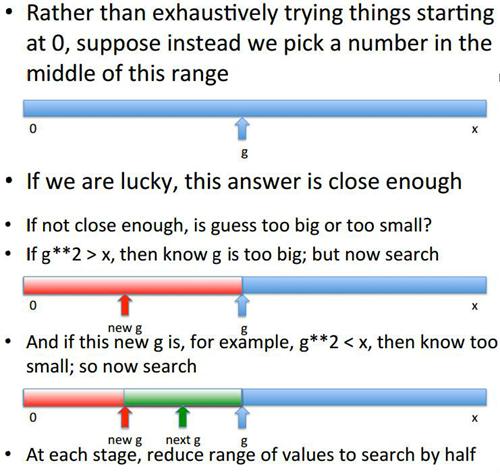 • Rather than exhaustively trying things starting
at 0, suppose instead we pick a number in the
middle of this range
0 x
g
• If we are lucky, this answer is close enough
• If not close enough, is guess too big or too small?
• If g**2 > x, then know g is too big; but now search
0 x
new g g
• And if this new g is, for example, g**2 < x, then know too
small; so now search
0 x
new g next g g
• At each stage, reduce range of values to search by half